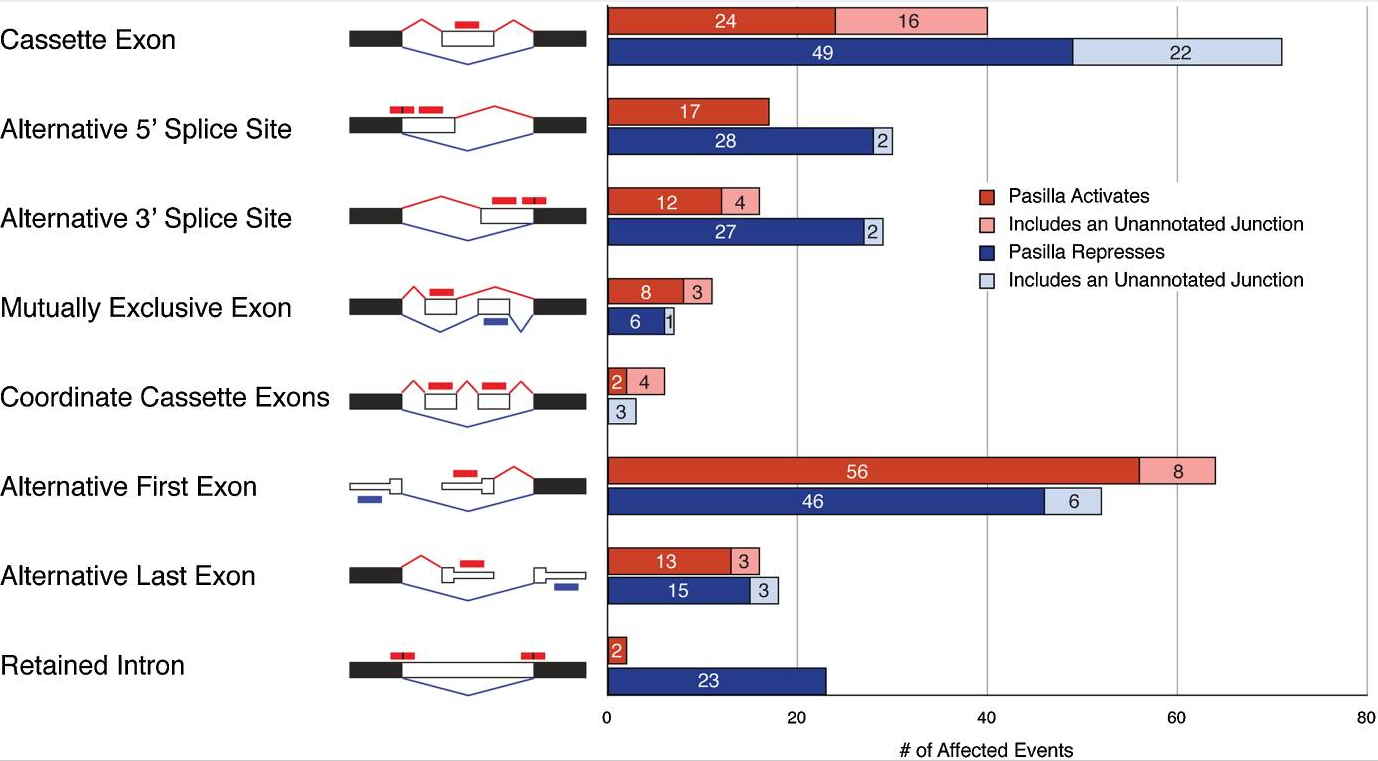 Cassette Exon
24 16
49 22
Alternative 5’ Splice Site
17
28 2
Alternative 3’ Splice Site
12 4
27 2
Pasilla Activates
Includes an Unannotated Junction
Pasilla Represses
Includes an Unannotated Junction
Mutually Exclusive Exon
8 3
6 1
Coordinate Cassette Exons
2 4
3
Alternative First Exon
56 8
46 6
Alternative Last Exon
13 3
15 3
Retained Intron
2
23
0 20 40 60 80
# of Affected Events